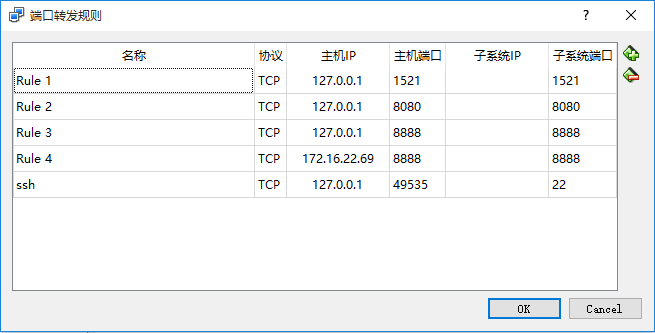 端口转发规则
名称 协议 主机IP 主机端口 子系统IP 子系统端口
Rule 1 TCP 127.0.0.1 1521 1521
Rule 2 TCP 127.0.0.1 8080 8080
Rule 3 TCP 127.0.0.1 8888 8888
Rule 4 TCP 172.16.22.69 8888 8888
ssh TCP 127.0.0.1 49535 22
OK Cancel